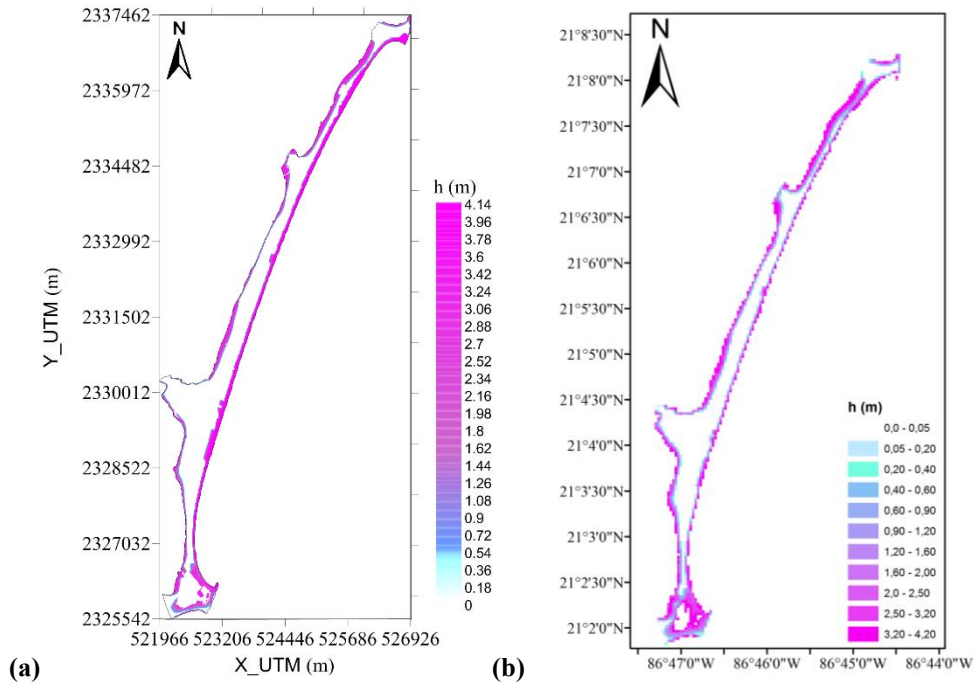 N
2337462
2335972
2334482
2332992
2331502
2330012
2328522
2327032
2325542
Y_UTM (m)
521966 523206 524446 525686 526926
X_UTM (m)
h (m)
4.14
3.96
3.78
3.6
3.42
3.24
3.06
2.88
2.7
2.52
2.34
2.16
1.98
1.8
1.62
1.44
1.26
1.08
0.9
0.72
0.54
0.36
0.18
0
(a)
N
21°8'30"N
21°8'0"N
21°7'30"N
21°7'0"N
21°6'30"N
21°6'0"N
21°5'30"N
21°5'0"N
21°4'30"N
21°4'0"N
21°3'30"N
21°3'0"N
21°2'30"N
21°2'0"N
86°47'0"W 86°46'0"W 86°45'0"W 86°44'0"W
h (m)
0,0 - 0,05
0,05 - 0,20
0,20 - 0,40
0,40 - 0,60
0,60 - 0,90
0,90 - 1,20
1,20 - 1,60
1,60 - 2,00
2,0 - 2,50
2,50 - 3,20
3,20 - 4,20
(b)